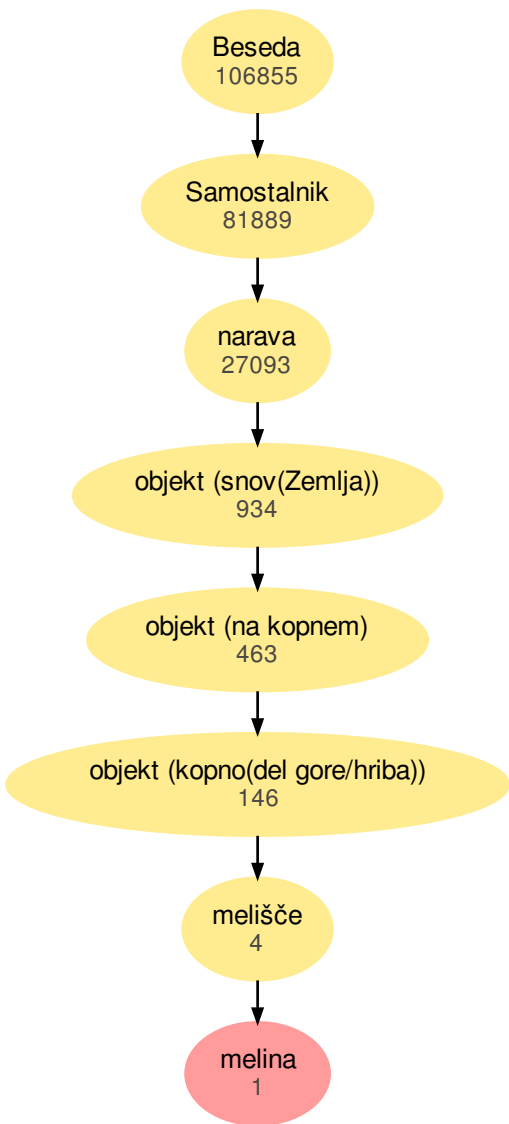 Beseda
106855
Samostalnik
81889
narava
27093
objekt (snov(Zemlja))
934
objekt (na kopnem)
463
objekt (kopno(del gore/hriba))
146
melišče
4
melina
1